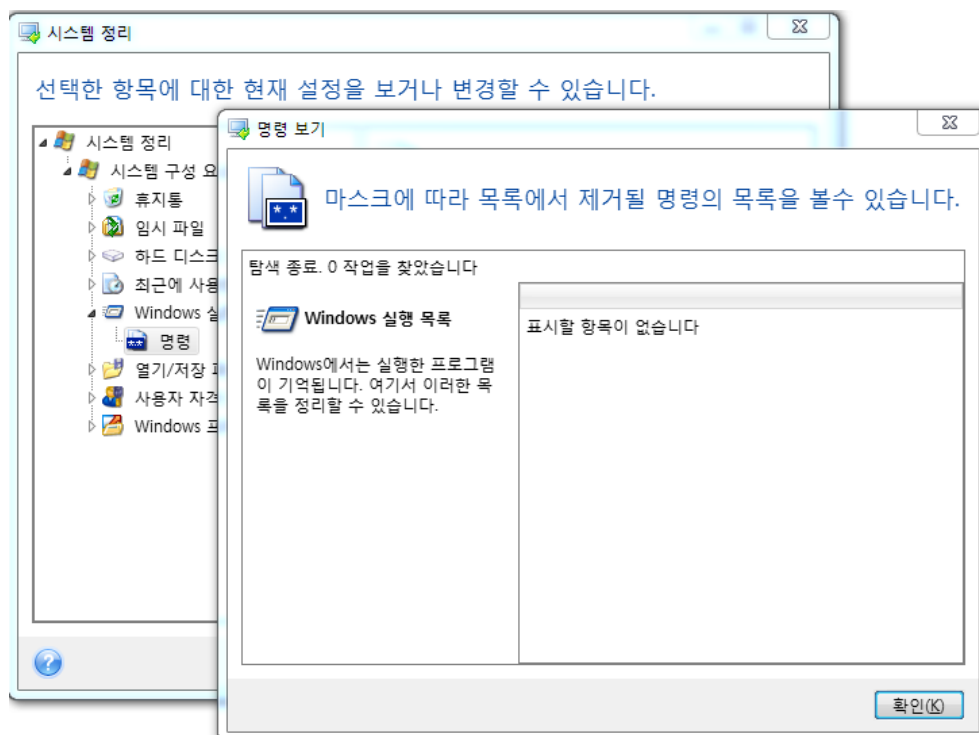 시스템 정리
선택한 항목에 대한 현재 설정을 보거나 변경할 수 있습니다.
시스템 정리
시스템 구성 요
휴지통
임시 파일
하드 디스크
최근에 사용
Windows 실
명령
열기/저장
사용자 자격
Windows 프
명령 보기
*.*
마스크에 따라 목록에서 제거될 명령의 목록을 볼수 있습니다.
탐색 종료. 0 작업을 찾았습니다
Windows 실행 목록
Windows에서는 실행한 프로그램
이 기억됩니다. 여기서 이러한 목
록을 정리할 수 있습니다.
표시할 항목이 없습니다
확인(K)